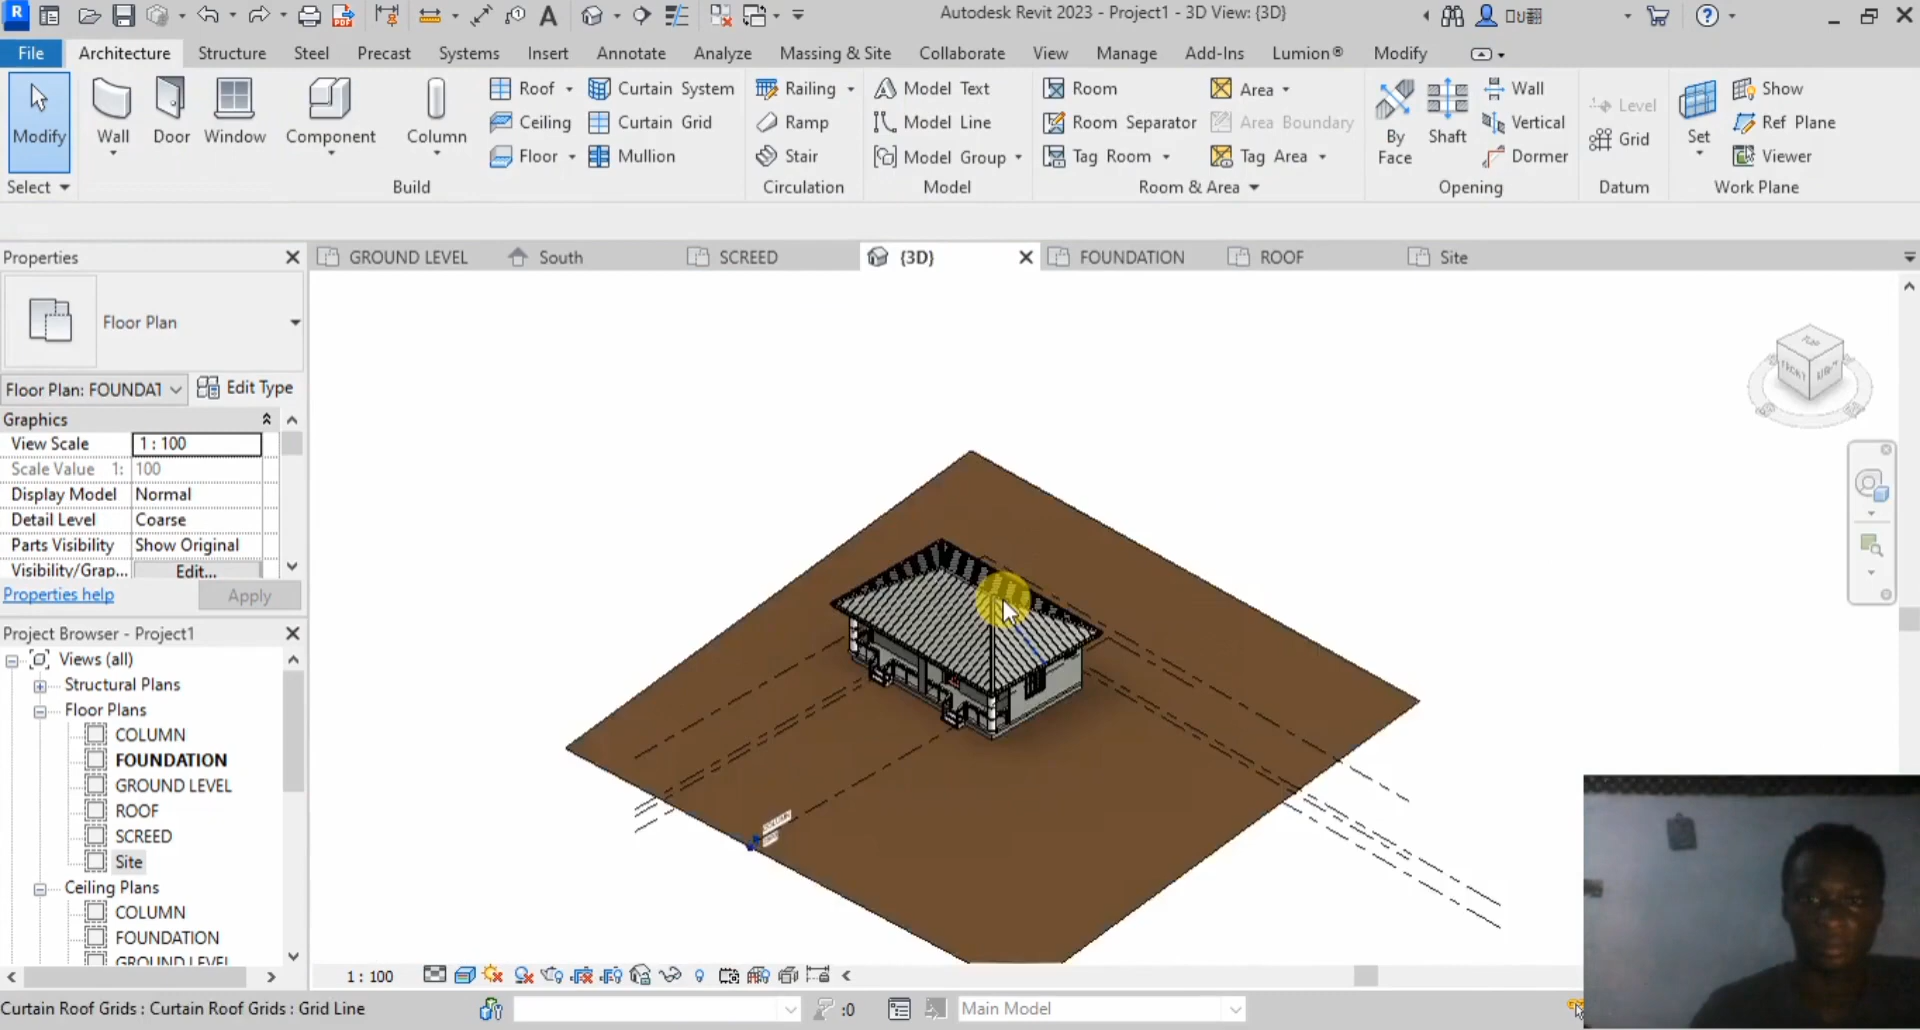 Autodesk Revit 2023 - Project1 - 3D View: {3D}
File Architecture Structure Steel Precast Systems Insert Annotate Analyze Massing & Site Collaborate View Manage Add-Ins Lumion® Modify
Modify Wall Door Window Component Column
Roof Curtain System
Ceiling Curtain Grid
Floor Mullion
Railing
Ramp
Stair
Model Text
Model Line
Model Group
Room Area
Room Separator Area Boundary
Tag Room Tag Area
By Face Shaft
Wall
Vertical
Dormer
Level
Grid
Set
Show
Ref Plane
Viewer
Select Build Circulation Model Room & Area Opening Datum Work Plane
Properties
GROUND LEVEL South SCREED {3D} FOUNDATION ROOF Site
Floor Plan
Floor Plan: FOUNDAT Edit Type
Graphics
View Scale 1 : 100
Scale Value 1: 100
Display Model Normal
Detail Level Coarse
Parts Visibility Show Original
Visibility/Grap... Edit...
Properties help Apply
Project Browser - Project1
Views (all)
Structural Plans
Floor Plans
COLUMN
FOUNDATION
GROUND LEVEL
ROOF
SCREED
Site
Ceiling Plans
COLUMN
FOUNDATION
GROUND LEVEL
TOP
FRONT
RIGHT
1 : 100
Curtain Roof Grids : Curtain Roof Grids : Grid Line
:0
Main Model